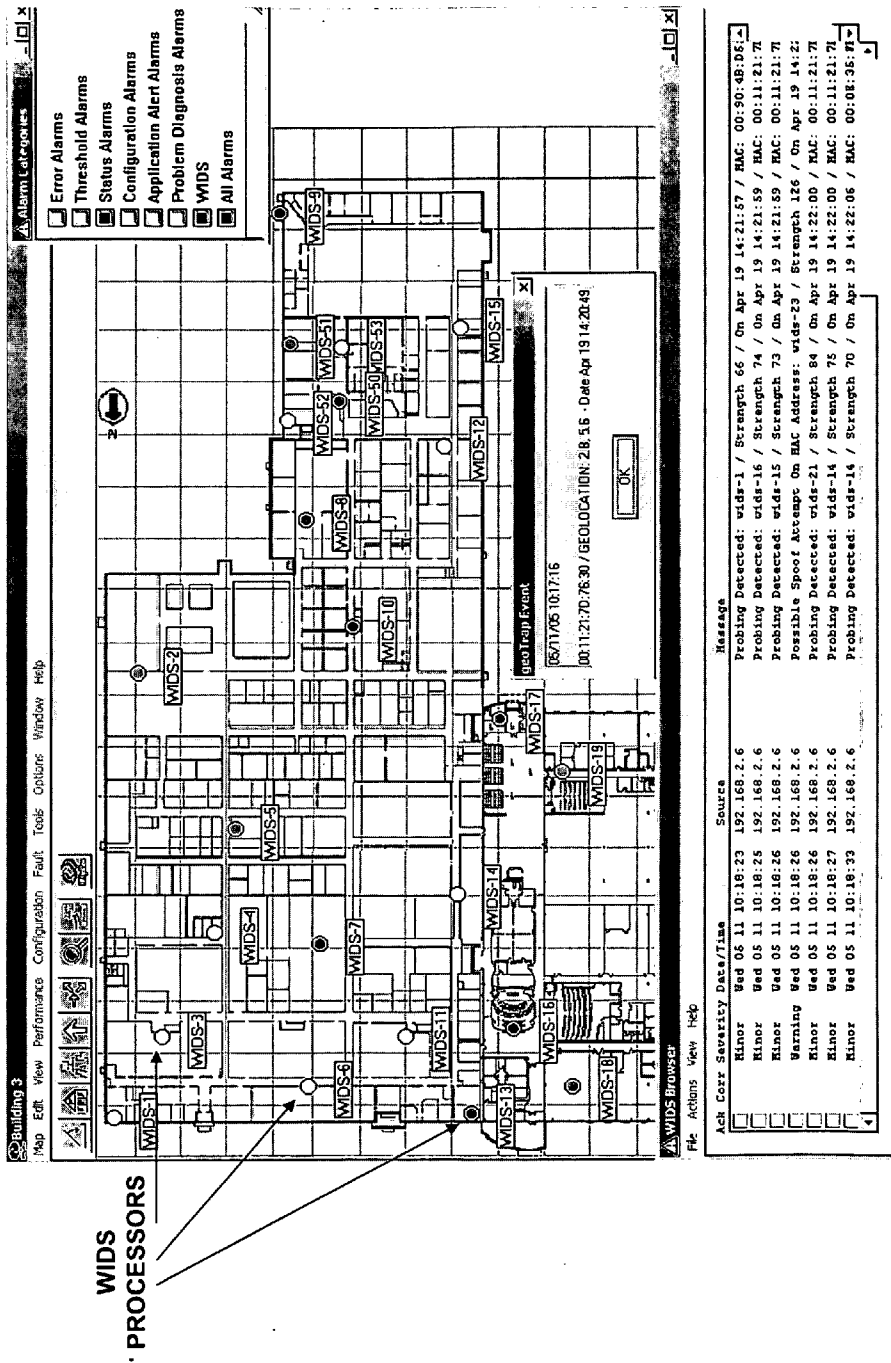 Building 3
Map Edit View Performance Configuration Fault Tools Options Window Help
Alarm Categories
Error Alarms
Threshold Alarms
Status Alarms
Configuration Alarms
Application Alert Alarms
Problem Diagnosis Alarms
WIDS
All Alarms
WIDS
PROCESSORS
N
WIDS-1
WIDS-3
WIDS-4
WIDS-5
WIDS-2
WIDS-6
WIDS-7
WIDS-8
WIDS-9
WIDS-10
WIDS-11
WIDS-12
WIDS-13
WIDS-14
WIDS-15
WIDS-16
WIDS-17
WIDS-18
WIDS-19
WIDS-50
WIDS-51
WIDS-52
WIDS-53
geoTrap Event
05/11/05 10:17:16
00:11:21:7D:76:30 / GEOLOCATION: 2.8, 5.6 - Date Apr 19 14:20:49
OK
WIDS Browser
File Actions View Help
Ack Corr Severity Date/Time Source Message
Minor Wed 05 11 10:18:23 192.168.2.6 Probing Detected: wids-1 / Strength 66 / On Apr 19 14:21:57 / MAC: 00:90:4B:D6:
Minor Wed 05 11 10:18:25 192.168.2.6 Probing Detected: wids-16 / Strength 74 / On Apr 19 14:21:59 / MAC: 00:11:21:7D
Minor Wed 05 11 10:18:26 192.168.2.6 Probing Detected: wids-15 / Strength 73 / On Apr 19 14:21:59 / MAC: 00:11:21:7D
Warning Wed 05 11 10:18:26 192.168.2.6 Possible Spoof Attempt On MAC Address: wids-23 / Strength 126 / On Apr 19 14:2
Minor Wed 05 11 10:18:26 192.168.2.6 Probing Detected: wids-21 / Strength 84 / On Apr 19 14:22:00 / MAC: 00:11:21:7D
Minor Wed 05 11 10:18:27 192.168.2.6 Probing Detected: wids-14 / Strength 75 / On Apr 19 14:22:00 / MAC: 00:11:21:7D
Minor Wed 05 11 10:18:33 192.168.2.6 Probing Detected: wids-14 / Strength 70 / On Apr 19 14:22:06 / MAC: 00:0E:35: